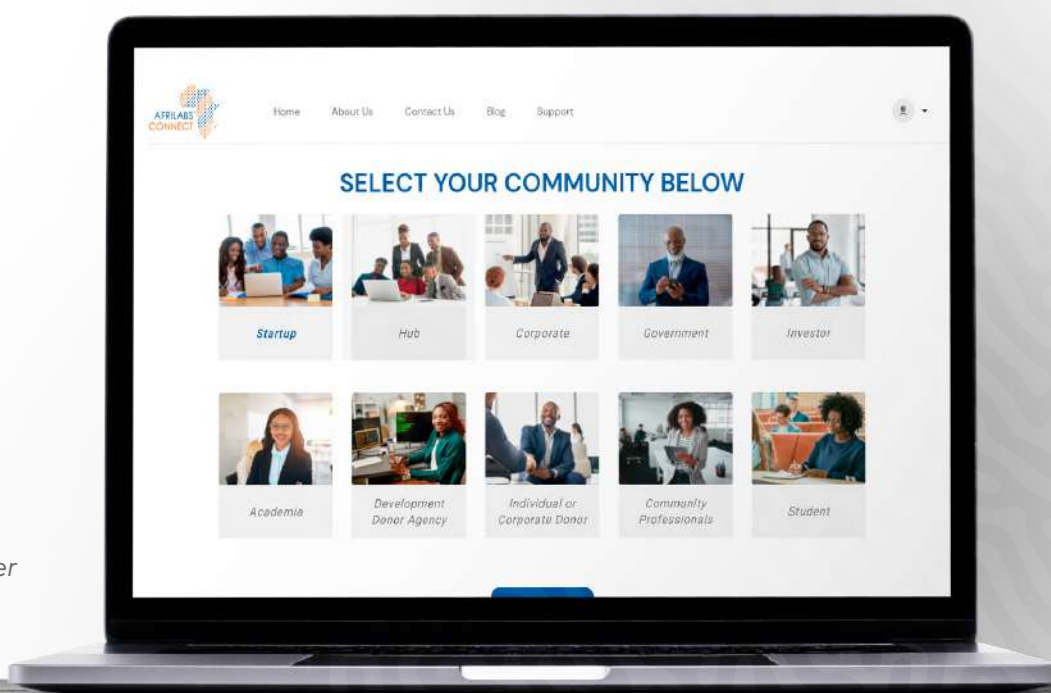 AFRILABS
CONNECT
Home About Us Contact Us Blog Support
SELECT YOUR COMMUNITY BELOW
Startup Hub Corporate Government Investor
Academia
Development
Donor Agency
Individual or
Corporate Donor
Community
Professionals
Student
er